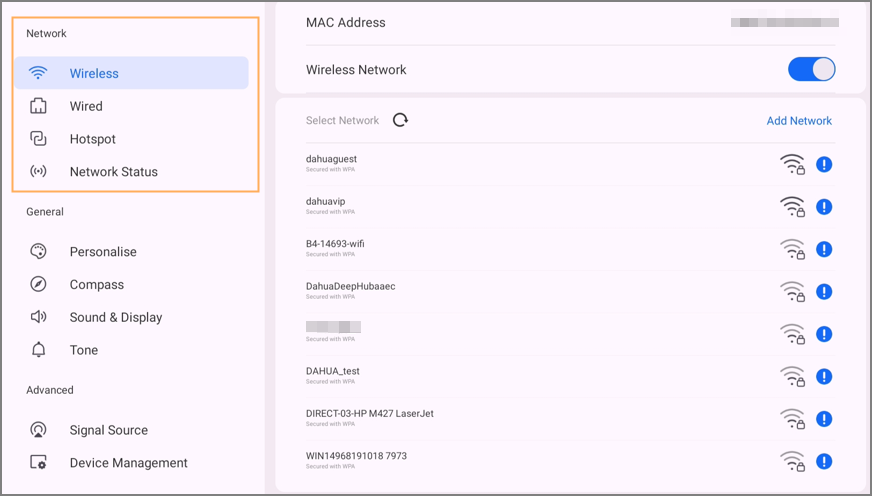 Network
Wireless
Wired
Hotspot
Network Status
General
Personalise
Compass
Sound & Display
Tone
Advanced
Signal Source
Device Management
MAC Address
Wireless Network
Select Network
Add Network
dahuaguest
Secured with WPA
dahuavip
Secured with WPA
B4-14693-wifi
Secured with WPA
DahuaDeepHubaaec
Secured with WPA
Secured with WPA
DAHUA_test
Secured with WPA
DIRECT-03-HP M427 LaserJet
Secured with WPA
WIN14968191018 7973
Secured with WPA